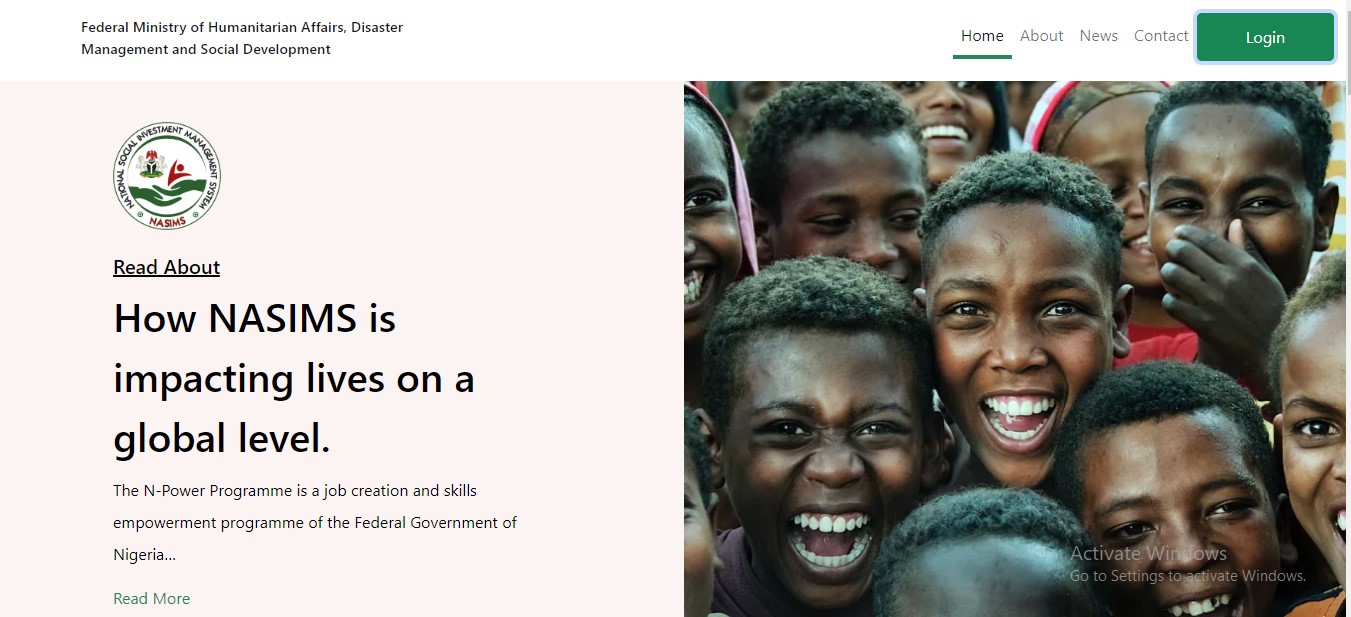 Federal Ministry of Humanitarian Affairs, Disaster
Management and Social Development
Home About News Contact Login
NATIONAL SOCIAL INVESTMENT MANAGEMENT SYSTEM
NASIMS
Read About
How NASIMS is
impacting lives on a
global level.
The N-Power Programme is a job creation and skills
empowerment programme of the Federal Government of
Nigeria...
Read More
Activate Windows
Go to Settings to activate Windows.